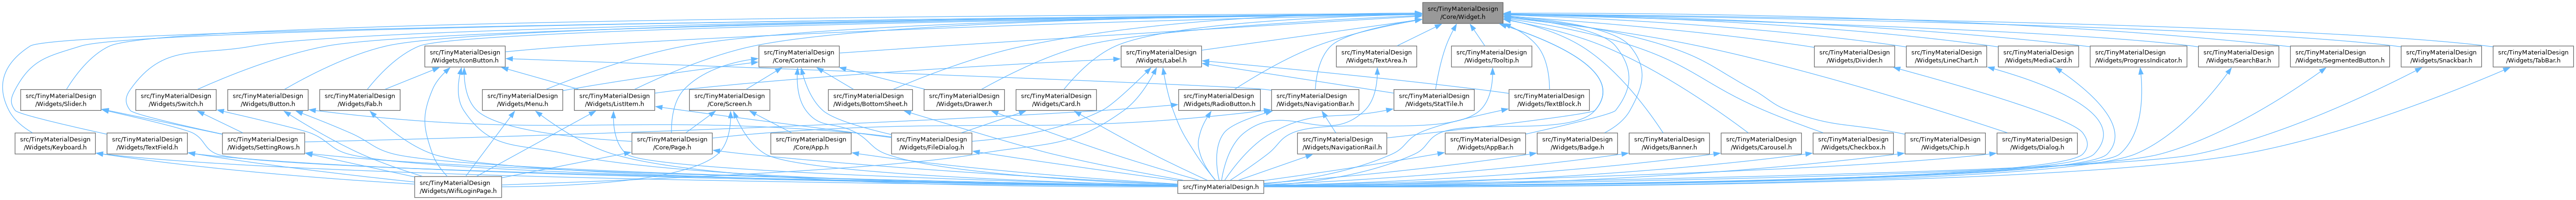 src/TinyMaterialDesign
/Core/Widget.h
src/TinyMaterialDesign
/Widgets/IconButton.h
src/TinyMaterialDesign
/Core/Container.h
src/TinyMaterialDesign
/Widgets/Label.h
src/TinyMaterialDesign
/Widgets/TextArea.h
src/TinyMaterialDesign
/Widgets/Tooltip.h
src/TinyMaterialDesign
/Widgets/Divider.h
src/TinyMaterialDesign
/Widgets/LineChart.h
src/TinyMaterialDesign
/Widgets/MediaCard.h
src/TinyMaterialDesign
/Widgets/ProgressIndicator.h
src/TinyMaterialDesign
/Widgets/SearchBar.h
src/TinyMaterialDesign
/Widgets/SegmentedButton.h
src/TinyMaterialDesign
/Widgets/Snackbar.h
src/TinyMaterialDesign
/Widgets/TabBar.h
src/TinyMaterialDesign
/Widgets/Slider.h
src/TinyMaterialDesign
/Widgets/Switch.h
src/TinyMaterialDesign
/Widgets/Button.h
src/TinyMaterialDesign
/Widgets/Fab.h
src/TinyMaterialDesign
/Widgets/Menu.h
src/TinyMaterialDesign
/Widgets/ListItem.h
src/TinyMaterialDesign
/Core/Screen.h
src/TinyMaterialDesign
/Widgets/BottomSheet.h
src/TinyMaterialDesign
/Widgets/Drawer.h
src/TinyMaterialDesign
/Widgets/Card.h
src/TinyMaterialDesign
/Widgets/RadioButton.h
src/TinyMaterialDesign
/Widgets/NavigationBar.h
src/TinyMaterialDesign
/Widgets/StatTile.h
src/TinyMaterialDesign
/Widgets/TextBlock.h
src/TinyMaterialDesign
/Widgets/Keyboard.h
src/TinyMaterialDesign
/Widgets/TextField.h
src/TinyMaterialDesign
/Widgets/SettingRows.h
src/TinyMaterialDesign
/Core/Page.h
src/TinyMaterialDesign
/Core/App.h
src/TinyMaterialDesign
/Widgets/FileDialog.h
src/TinyMaterialDesign
/Widgets/NavigationRail.h
src/TinyMaterialDesign
/Widgets/AppBar.h
src/TinyMaterialDesign
/Widgets/Badge.h
src/TinyMaterialDesign
/Widgets/Banner.h
src/TinyMaterialDesign
/Widgets/Carousel.h
src/TinyMaterialDesign
/Widgets/Checkbox.h
src/TinyMaterialDesign
/Widgets/Chip.h
src/TinyMaterialDesign
/Widgets/Dialog.h
src/TinyMaterialDesign
/Widgets/WifiLoginPage.h
src/TinyMaterialDesign.h